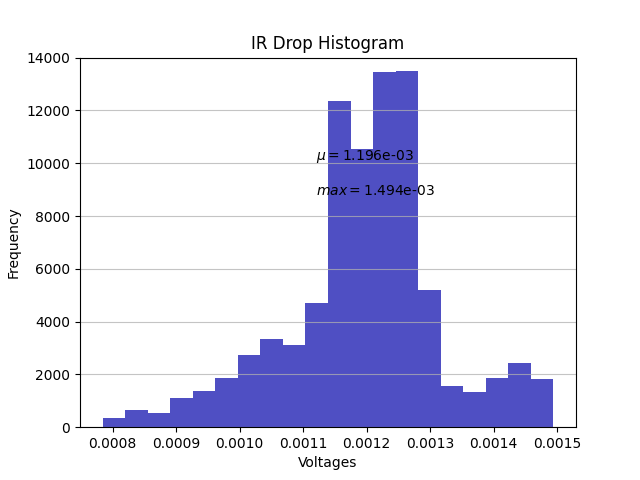 IR Drop Histogram
14000
12000
10000
8000
6000
4000
2000
0
Frequency
μ = 1.196e-03
max = 1.494e-03
0.0008 0.0009 0.0010 0.0011 0.0012 0.0013 0.0014 0.0015
Voltages